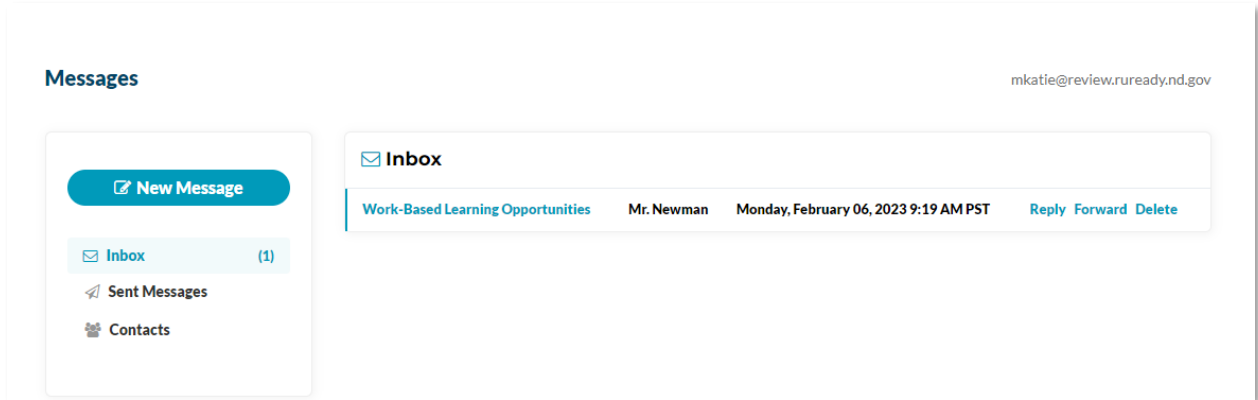 Messages
mkatie@review.ruready.nd.gov
New Message
Inbox (1)
Sent Messages
Contacts
Inbox
Work-Based Learning Opportunities Mr. Newman Monday, February 06, 2023 9:19 AM PST Reply Forward Delete